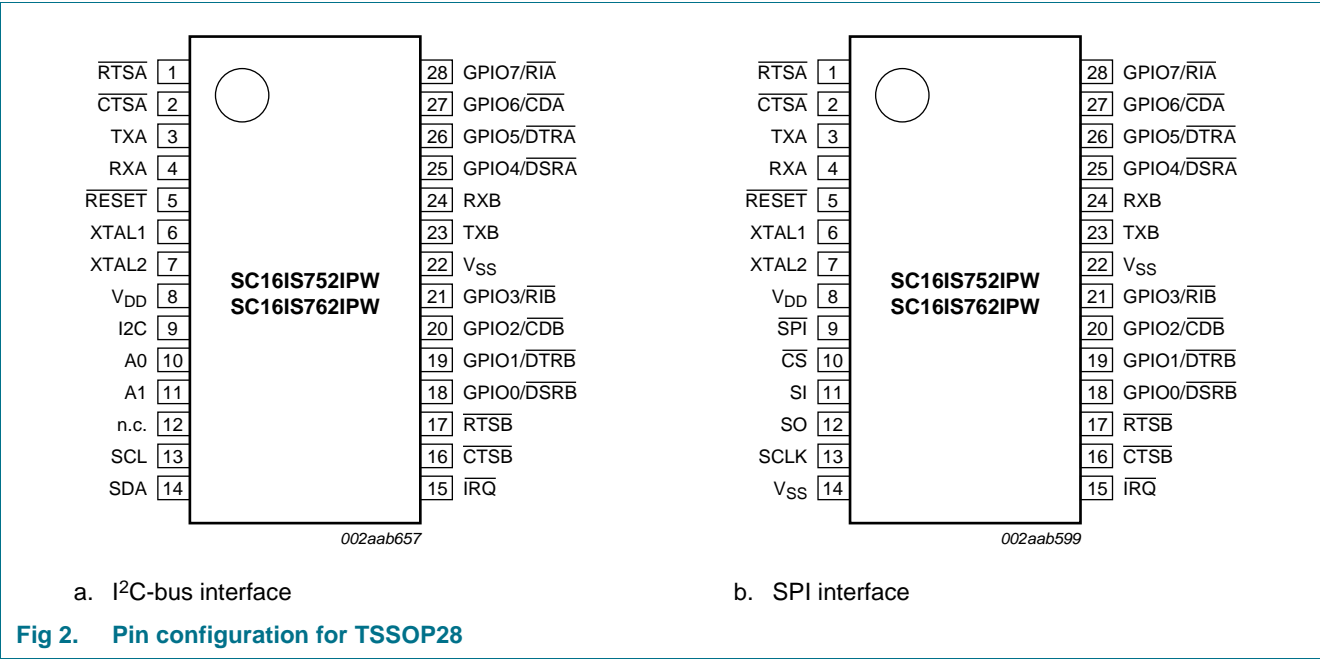 RTSA 1
CTSA 2
TXA 3
RXA 4
RESET 5
XTAL1 6
XTAL2 7
VDD 8
I2C 9
A0 10
A1 11
n.c. 12
SCL 13
SDA 14
28 GPIO7/RIA
27 GPIO6/CDA
26 GPIO5/DTRA
25 GPIO4/DSRA
24 RXB
23 TXB
22 VSS
21 GPIO3/RIB
20 GPIO2/CDB
19 GPIO1/DTRB
18 GPIO0/DSRB
17 RTSB
16 CTSB
15 IRQ
SC16IS752IPW
SC16IS762IPW
002aab657
a. I2C-bus interface
RTSA 1
CTSA 2
TXA 3
RXA 4
RESET 5
XTAL1 6
XTAL2 7
VDD 8
SPI 9
CS 10
SI 11
SO 12
SCLK 13
VSS 14
28 GPIO7/RIA
27 GPIO6/CDA
26 GPIO5/DTRA
25 GPIO4/DSRA
24 RXB
23 TXB
22 VSS
21 GPIO3/RIB
20 GPIO2/CDB
19 GPIO1/DTRB
18 GPIO0/DSRB
17 RTSB
16 CTSB
15 IRQ
SC16IS752IPW
SC16IS762IPW
002aab599
b. SPI interface
Fig 2. Pin configuration for TSSOP28